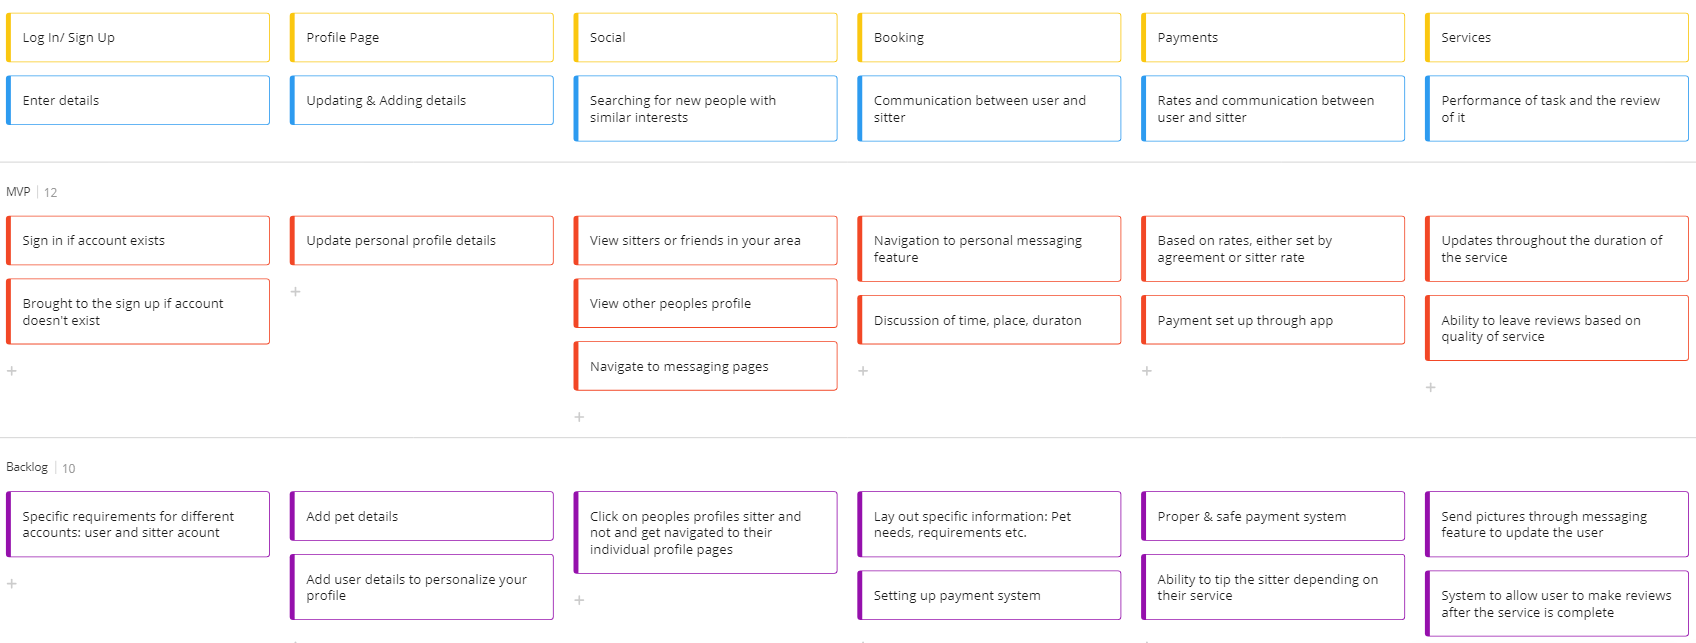 Log In/ Sign Up
Profile Page
Social
Booking
Payments
Services
Enter details
Updating & Adding details
Searching for new people with
similar interests
Communication between user and
sitter
Rates and communication between
user and sitter
Performance of task and the review
of it
MVP 12
Sign in if account exists
Brought to the sign up if account
doesn't exist
Update personal profile details
View sitters or friends in your area
View other peoples profile
Navigate to messaging pages
Navigation to personal messaging
feature
Discussion of time, place, duraton
Based on rates, either set by
agreement or sitter rate
Payment set up through app
Updates throughout the duration of
the service
Ability to leave reviews based on
quality of service
Backlog 10
Specific requirements for different
accounts: user and sitter acount
Add pet details
Add user details to personalize your
profile
Click on peoples profiles sitter and
not and get navigated to their
individual profile pages
Lay out specific information: Pet
needs, requirements etc.
Setting up payment system
Proper & safe payment system
Ability to tip the sitter depending on
their service
Send pictures through messaging
feature to update the user
System to allow user to make reviews
after the service is complete